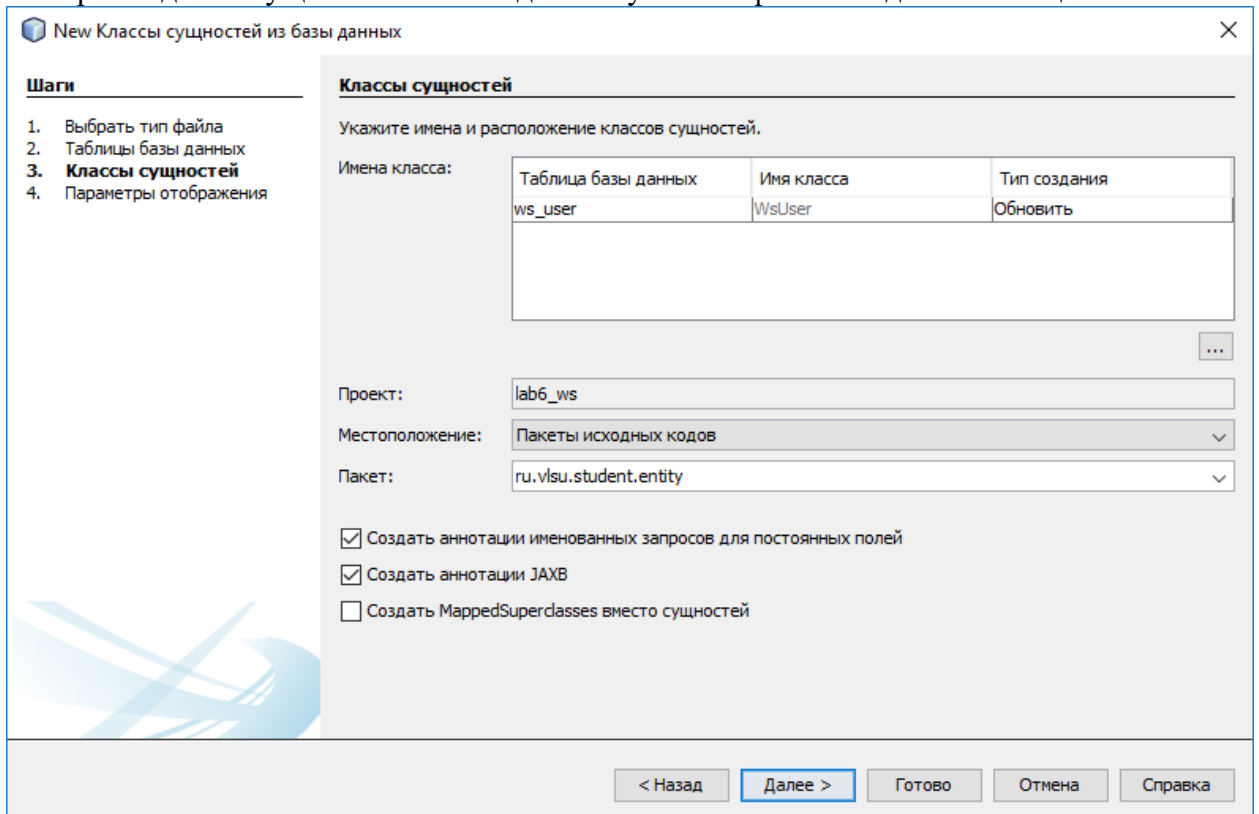 New Классы сущностей из базы данных
Шаги
1. Выбрать тип файла
2. Таблицы базы данных
3. Классы сущностей
4. Параметры отображения
Классы сущностей
Укажите имена и расположение классов сущностей.
Имена класса:
Таблица базы данных Имя класса Тип создания
ws_user WsUser Обновить
...
Проект: lab6_ws
Местоположение: Пакеты исходных кодов
Пакет: ru.vlsu.student.entity
Создать аннотации именованных запросов для постоянных полей
Создать аннотации JAXB
Создать MappedSuperclasses вместо сущностей
< Назад Далее > Готово Отмена Справка